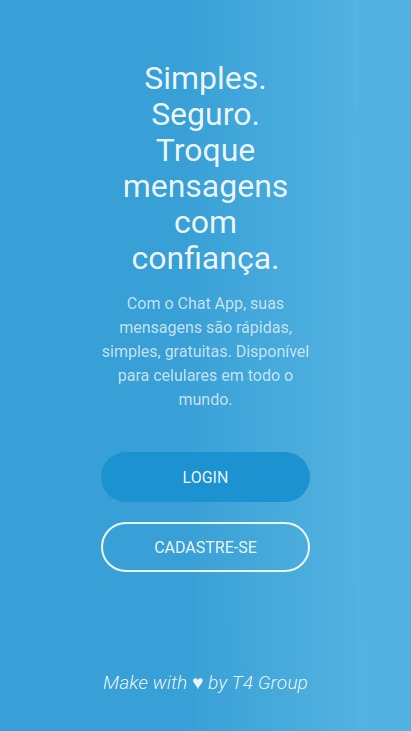 Simples.
Seguro.
Troque
mensagens
com
confiança.
Com o Chat App, suas
mensagens são rápidas,
simples, gratuitas. Disponível
para celulares em todo o
mundo.
LOGIN
CADASTRE-SE
Make with ♥ by T4 Group